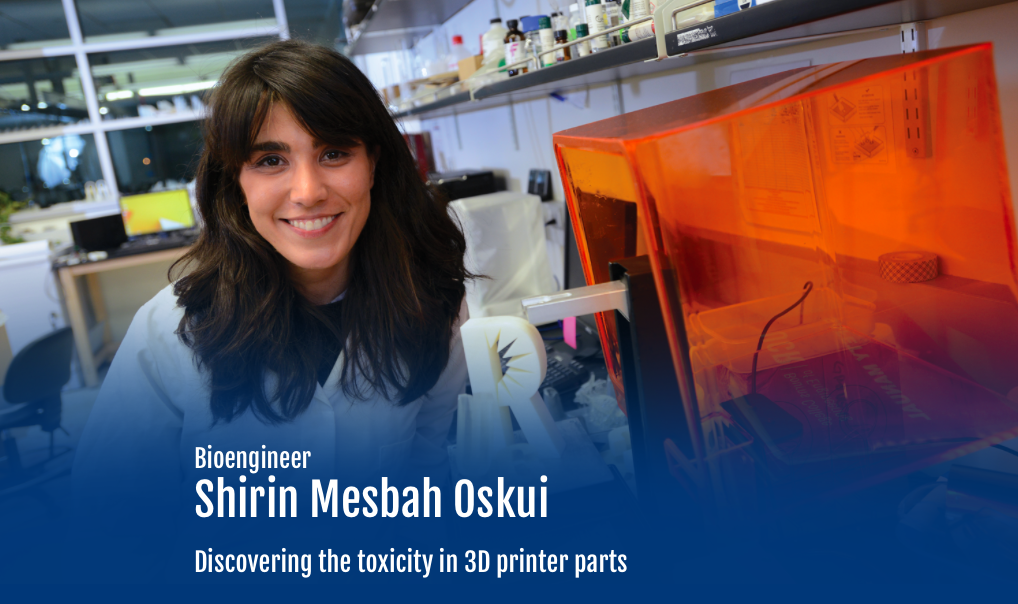 Bioengineer
Shirin Mesbah Oskui
Discovering the toxicity in 3D printer parts